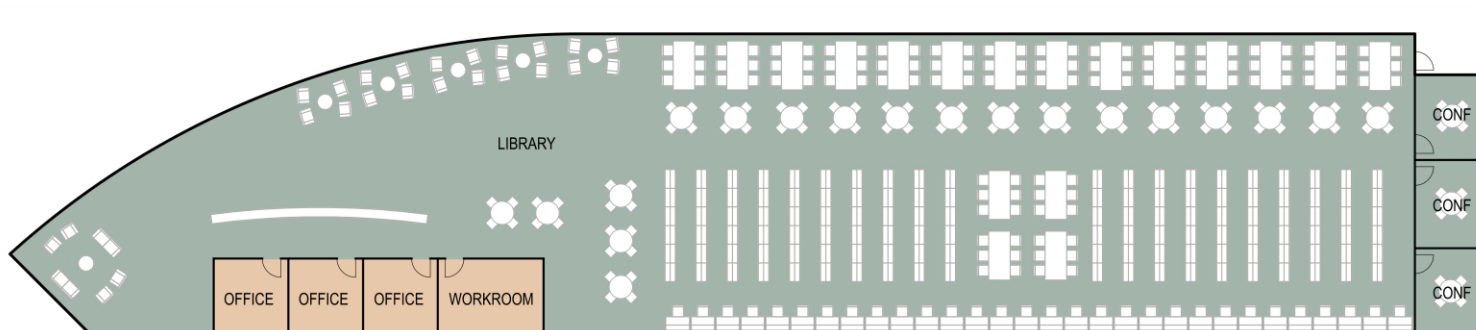 CONF
LIBRARY
CONF
CONF
OFFICE
OFFICE
OFFICE
WORKROOM